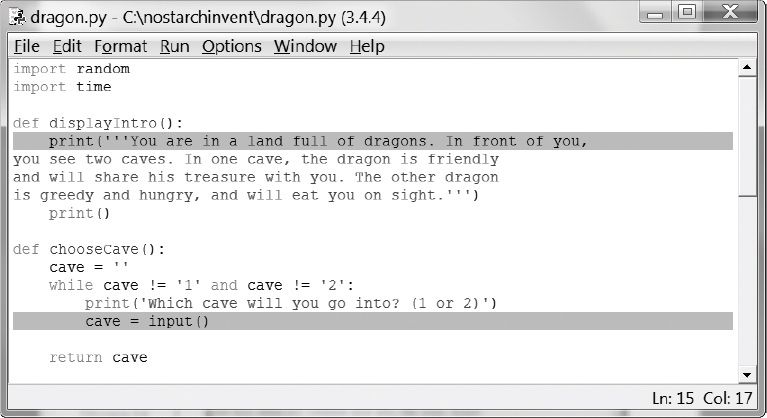 dragon.py - C:\nostarchinvent\dragon.py (3.4.4)
File Edit Format Run Options Window Help
import random
import time

def displayIntro():
    print('''You are in a land full of dragons. In front of you,
you see two caves. In one cave, the dragon is friendly
and will share his treasure with you. The other dragon
is greedy and hungry, and will eat you on sight.''')
    print()

def chooseCave():
    cave = ''
    while cave != '1' and cave != '2':
        print('Which cave will you go into? (1 or 2)')
        cave = input()

    return cave
Ln: 15 Col: 17